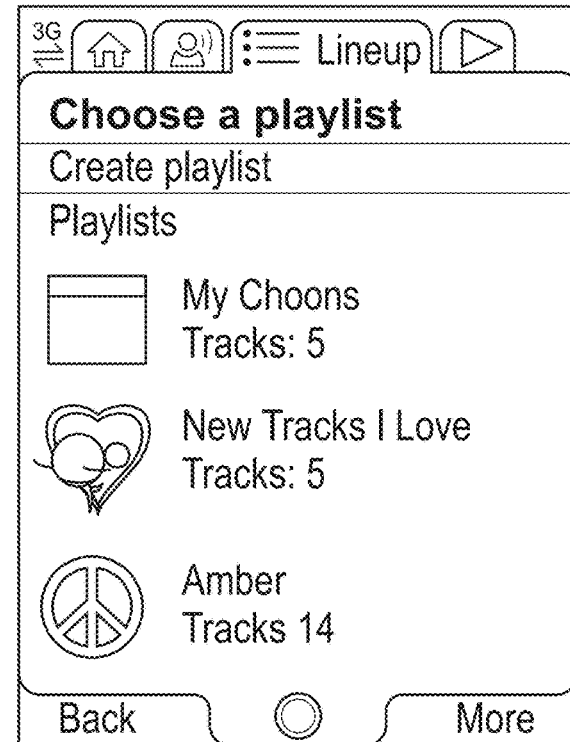 3G
Lineup
Choose a playlist
Create playlist
Playlists
My Choons
Tracks: 5
New Tracks I Love
Tracks: 5
Amber
Tracks 14
Back
More